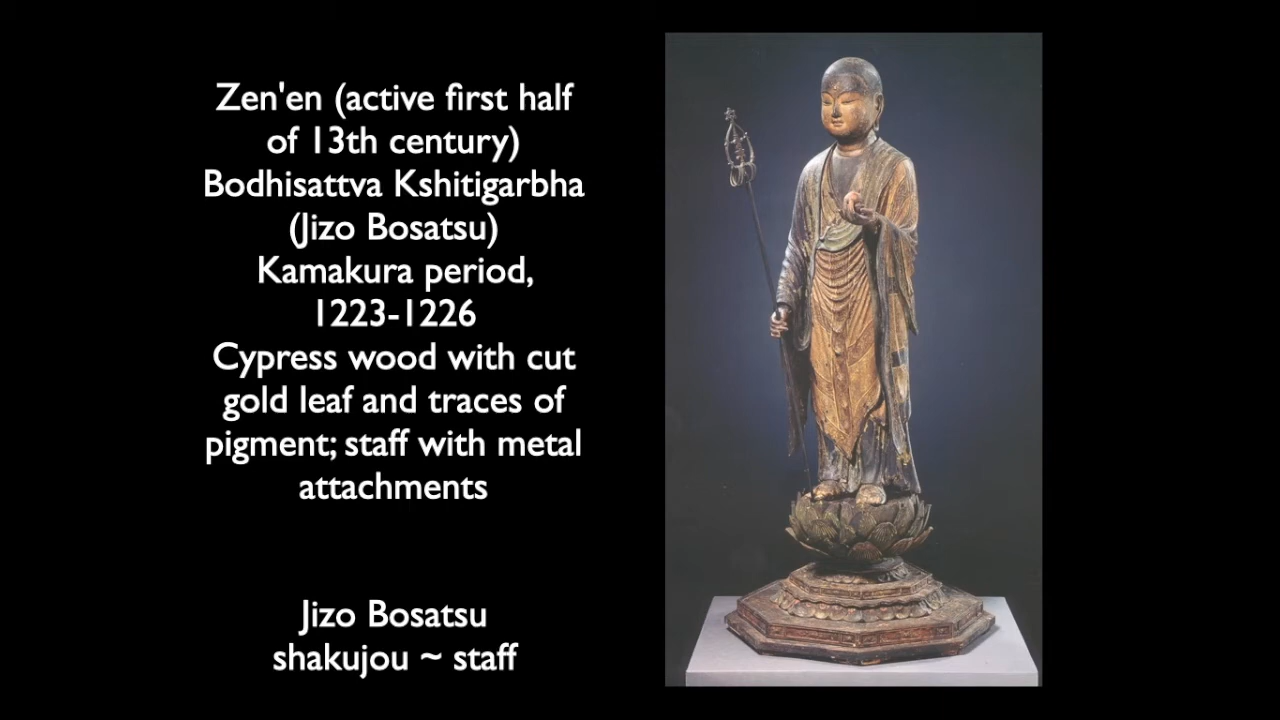 Zen'en (active first half
of 13th century)
Bodhisattva Kshitigarbha
(Jizo Bosatsu)
Kamakura period,
1223-1226
Cypress wood with cut
gold leaf and traces of
pigment; staff with metal
attachments
Jizo Bosatsu
shakujou ~ staff